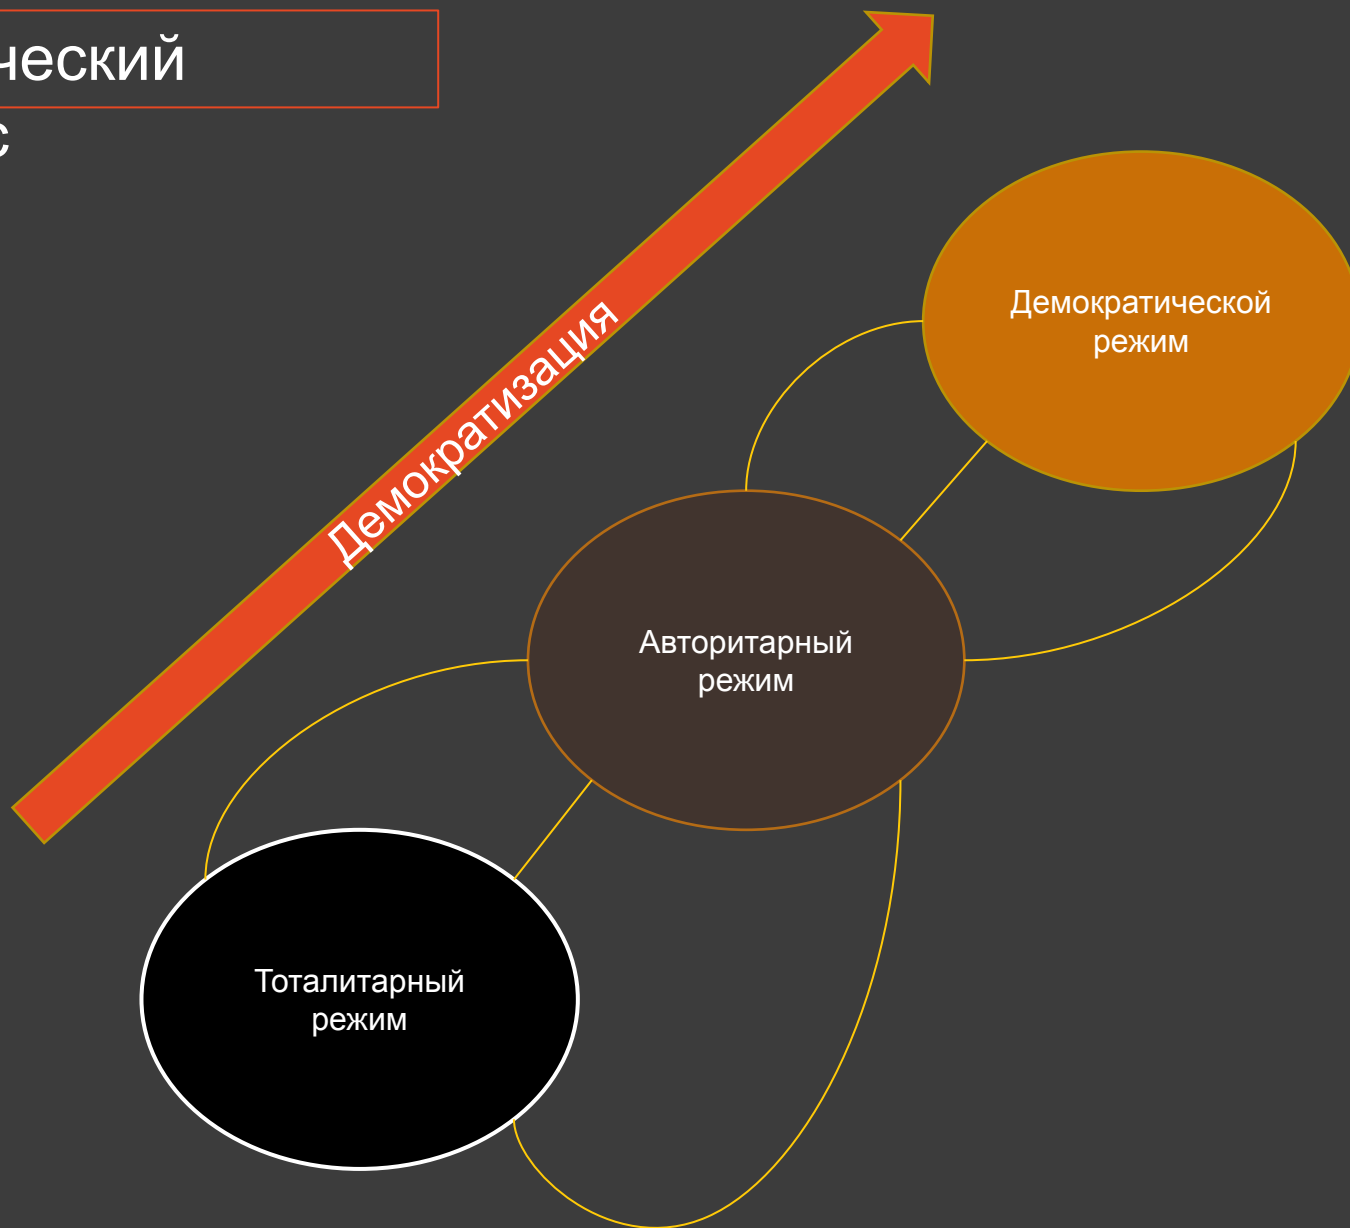 ческий
с
Демократизация
Демократической
режим
Авторитарный
режим
Тоталитарный
режим